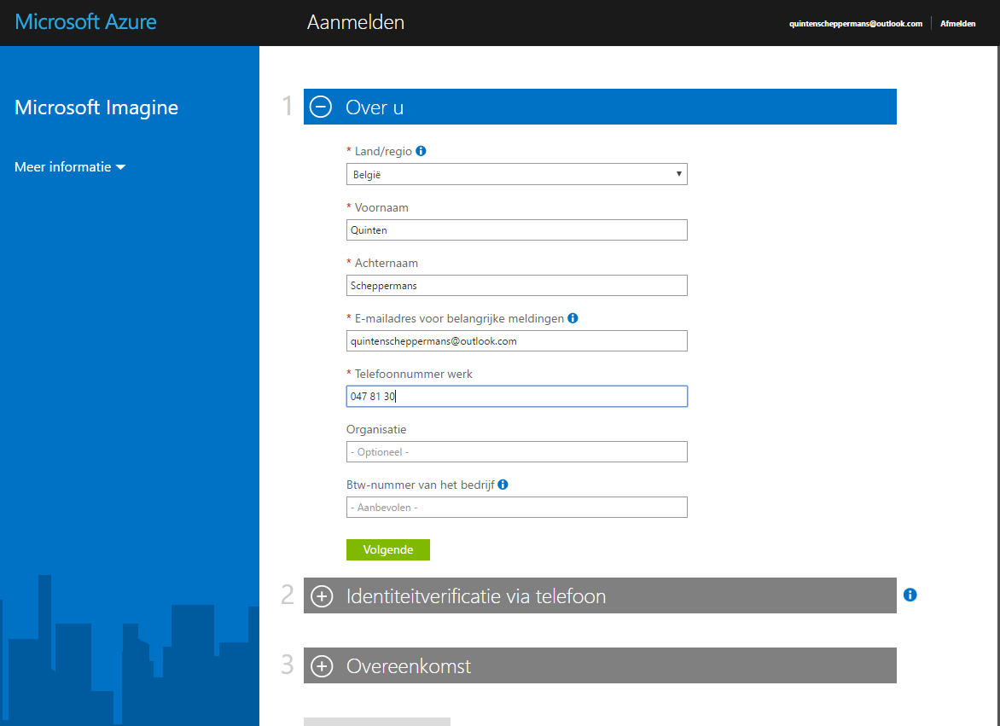 Microsoft Azure
Aanmelden
quintenscheppermans@outlook.com
Afmelden
Microsoft Imagine
Meer informatie
1
Over u
* Land/regio
België
* Voornaam
Quinten
* Achternaam
Scheppermans
* E-mailadres voor belangrijke meldingen
quintenscheppermans@outlook.com
* Telefoonnummer werk
047 81 30
Organisatie
- Optioneel -
Btw-nummer van het bedrijf
- Aanbevolen -
Volgende
2
Identiteitverificatie via telefoon
3
Overeenkomst